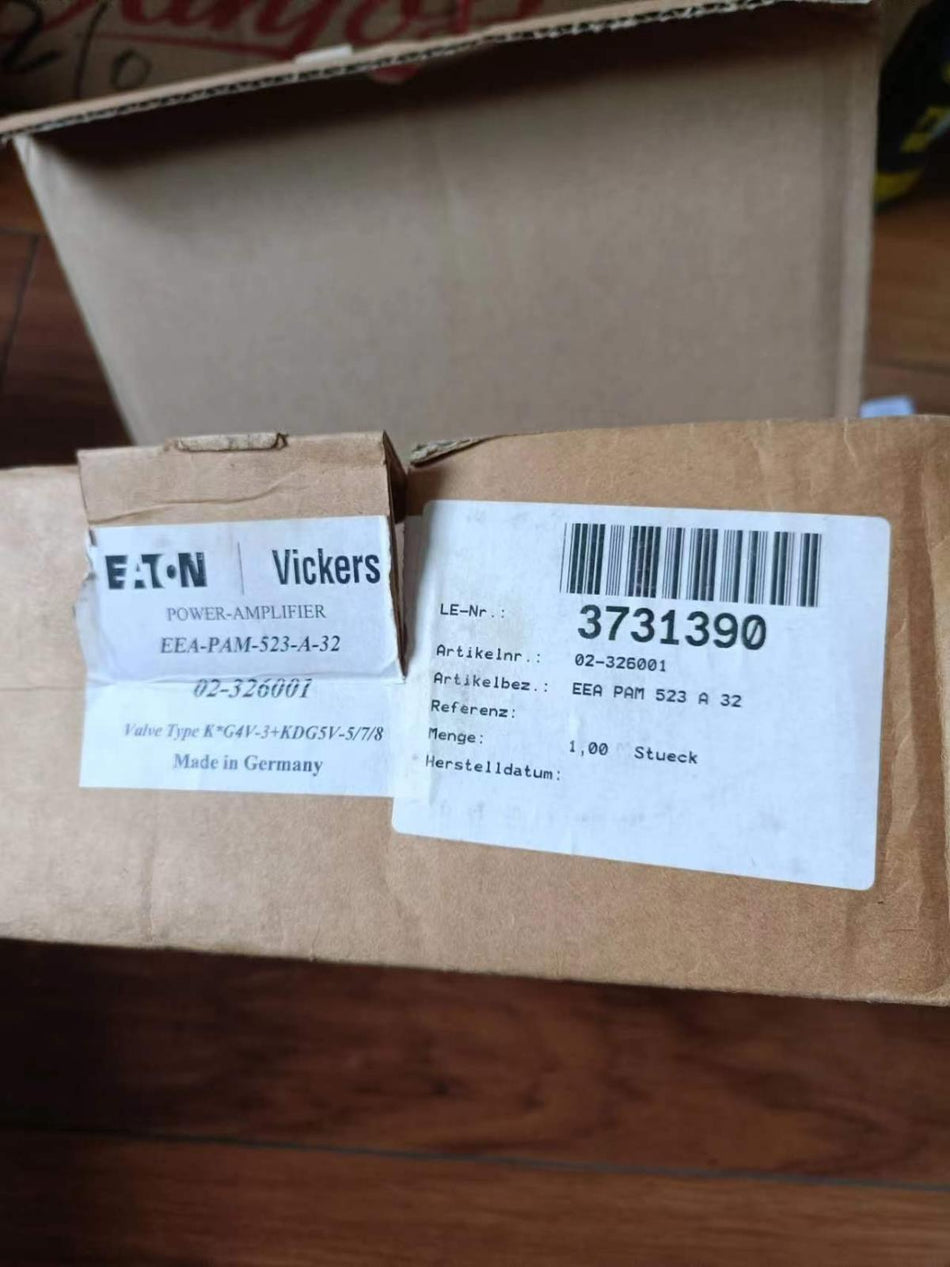 EATON | Vickers
POWER-AMPLIFIER
EEA-PAM-523-A-32
02-326001
Valve Type K*G4V-3+KDG5V-5/7/8
Made in Germany
LE-Nr.: 3731390
Artikelnr.: 02-326001
Artikelbez.: EEA PAM 523 A 32
Referenz:
Menge: 1,00 Stueck
Herstelldatum: